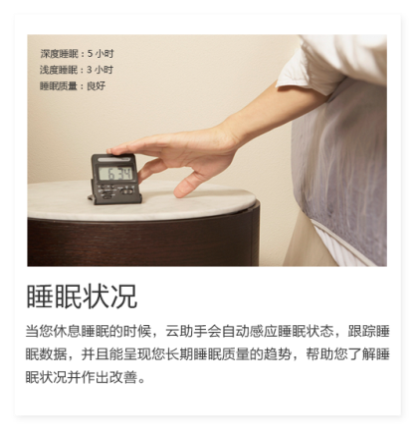 深度睡眠：5 小时
浅度睡眠：3 小时
睡眠质量：良好
睡眠状况
当您休息睡眠的时候，云助手会自动感应睡眠状态，跟踪睡
眠数据，并且能呈现您长期睡眠质量的趋势，帮助您了解睡
眠状况并作出改善。